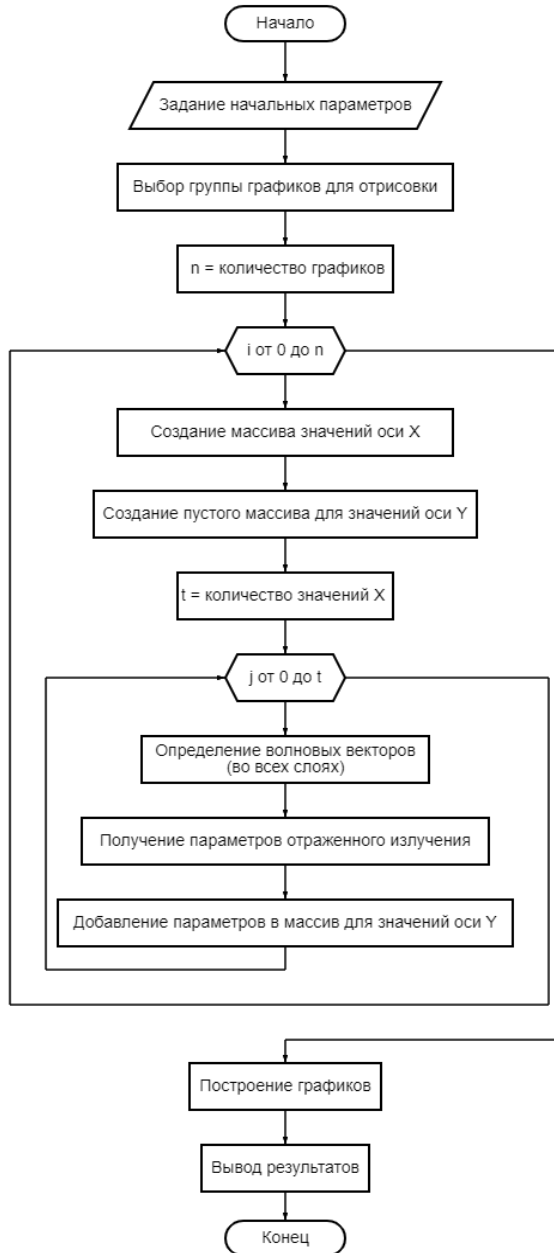 Начало
Задание начальных параметров
Выбор группы графиков для отрисовки
n = количество графиков
i от 0 до n
Создание массива значений оси X
Создание пустого массива для значений оси Y
t = количество значений X
j от 0 до t
Определение волновых векторов
(во всех слоях)
Получение параметров отраженного излучения
Добавление параметров в массив для значений оси Y
Построение графиков
Вывод результатов
Конец